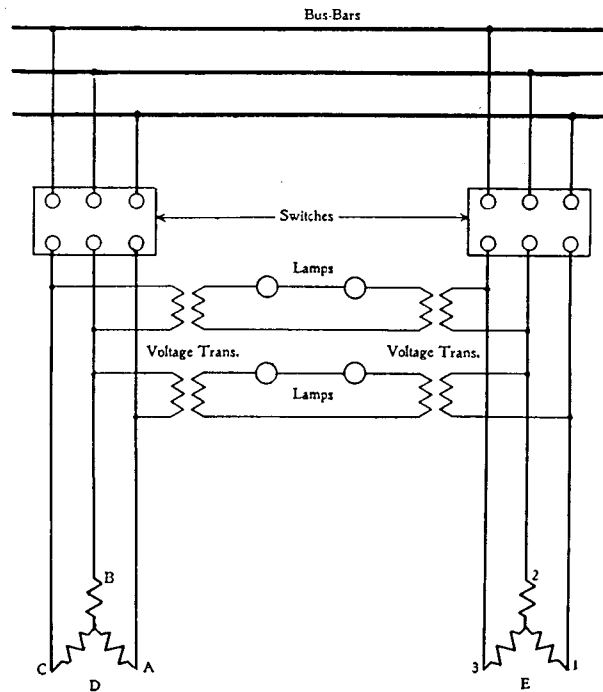 Bus-Bars
Switches
Lamps
Voltage Trans. Voltage Trans.
Lamps
B 2
C A 3 1
D E